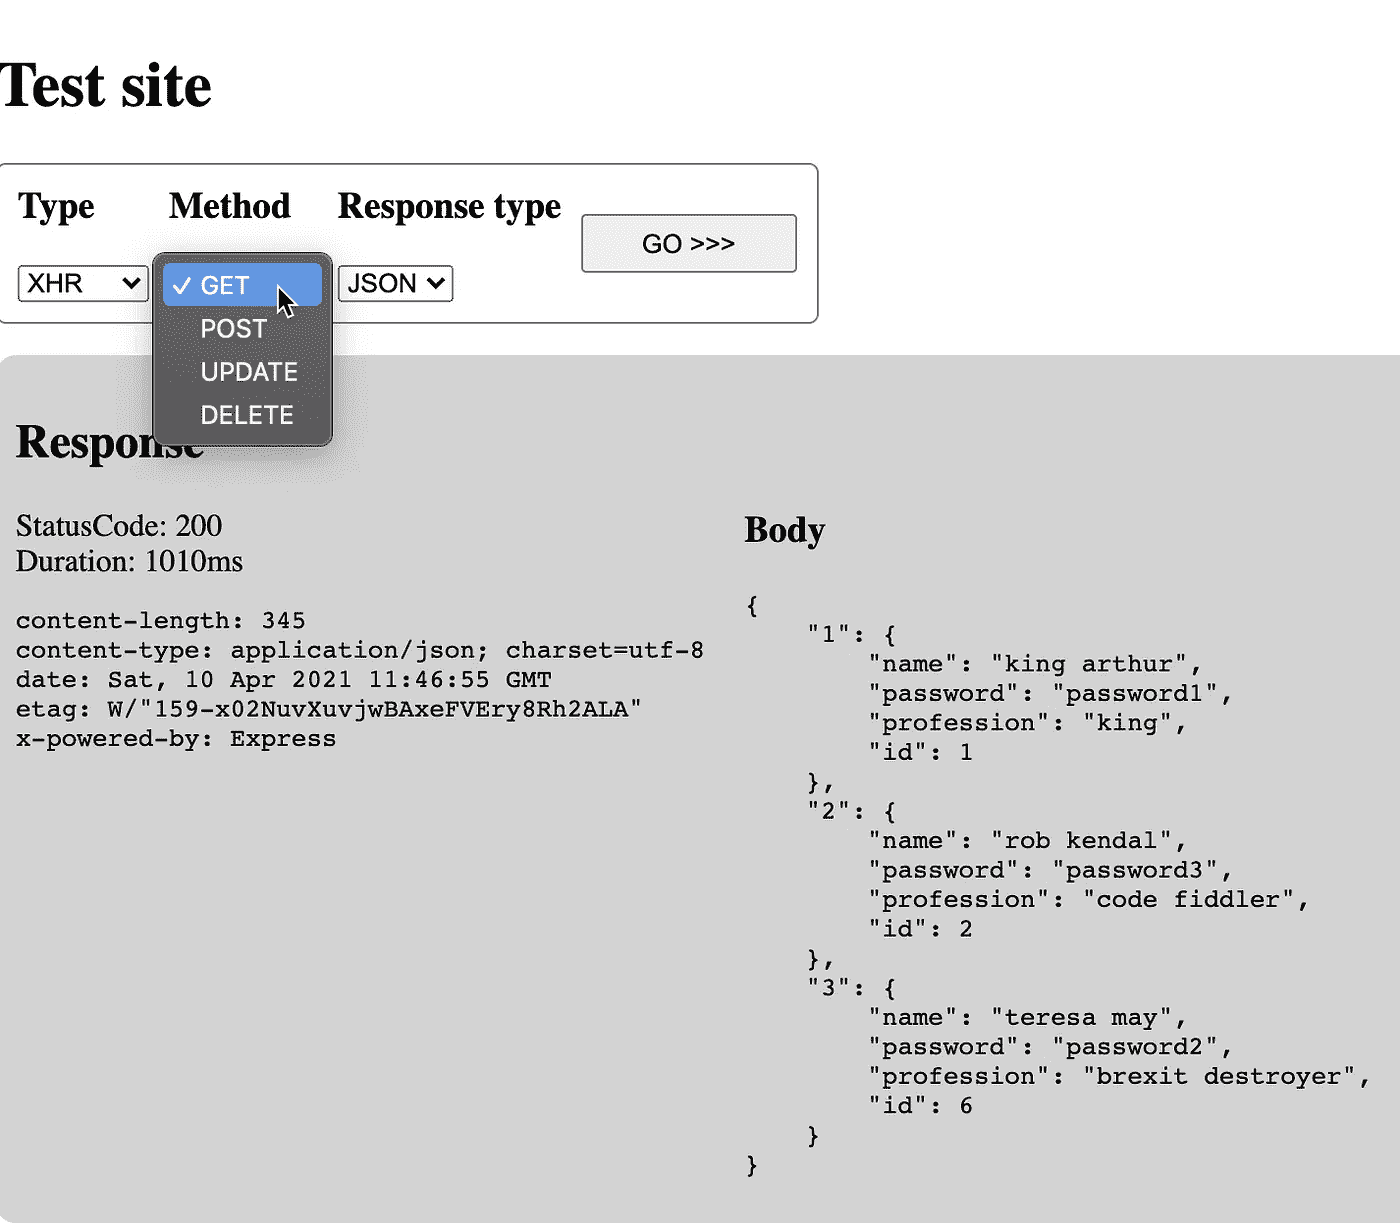 Test site
Type Method Response type
GO >>>
XHR ✓ GET JSON
POST
UPDATE
DELETE
Response
StatusCode: 200
Duration: 1010ms
content-length: 345
content-type: application/json; charset=utf-8
date: Sat, 10 Apr 2021 11:46:55 GMT
etag: W/"159-x02NuvXuvjwBAxeFVEry8Rh2ALA"
x-powered-by: Express
Body
{
"1": {
"name": "king arthur",
"password": "password1",
"profession": "king",
"id": 1
},
"2": {
"name": "rob kendal",
"password": "password3",
"profession": "code fiddler",
"id": 2
},
"3": {
"name": "teresa may",
"password": "password2",
"profession": "brexit destroyer",
"id": 6
}
}